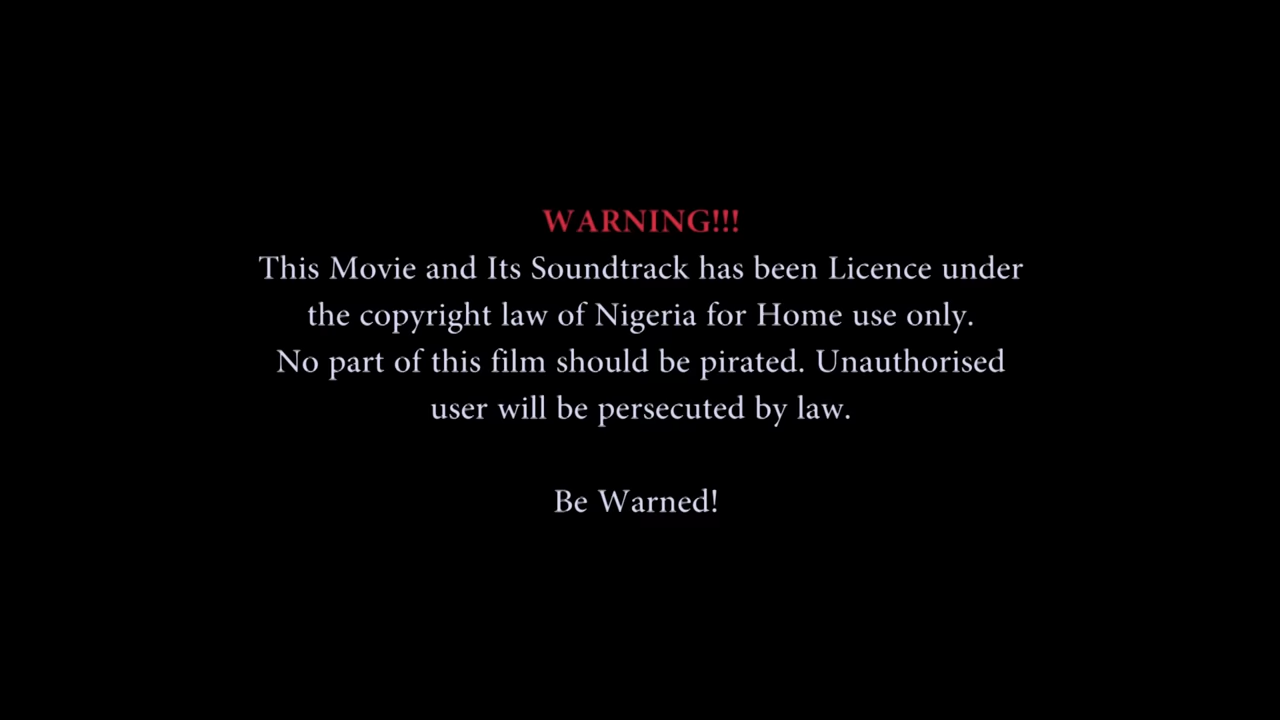 WARNING!!!
This Movie and Its Soundtrack has been Licence under
the copyright law of Nigeria for Home use only.
No part of this film should be pirated. Unauthorised
user will be persecuted by law.
Be Warned!